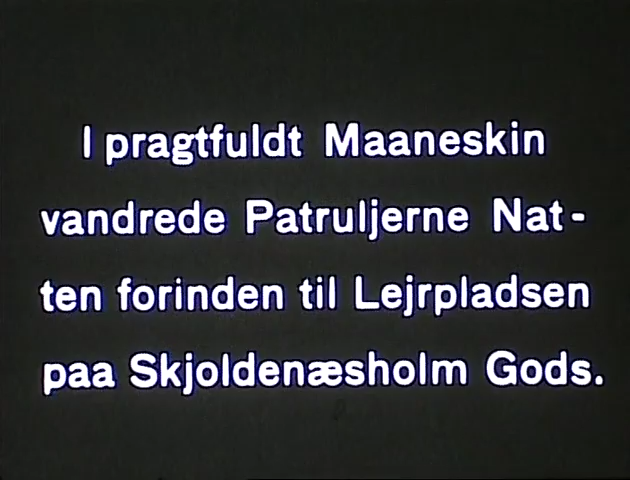 I pragtfuldt Maaneskin
vandrede Patruljerne Nat-
ten forinden til Lejrpladsen
paa Skjoldenæsholm Gods.